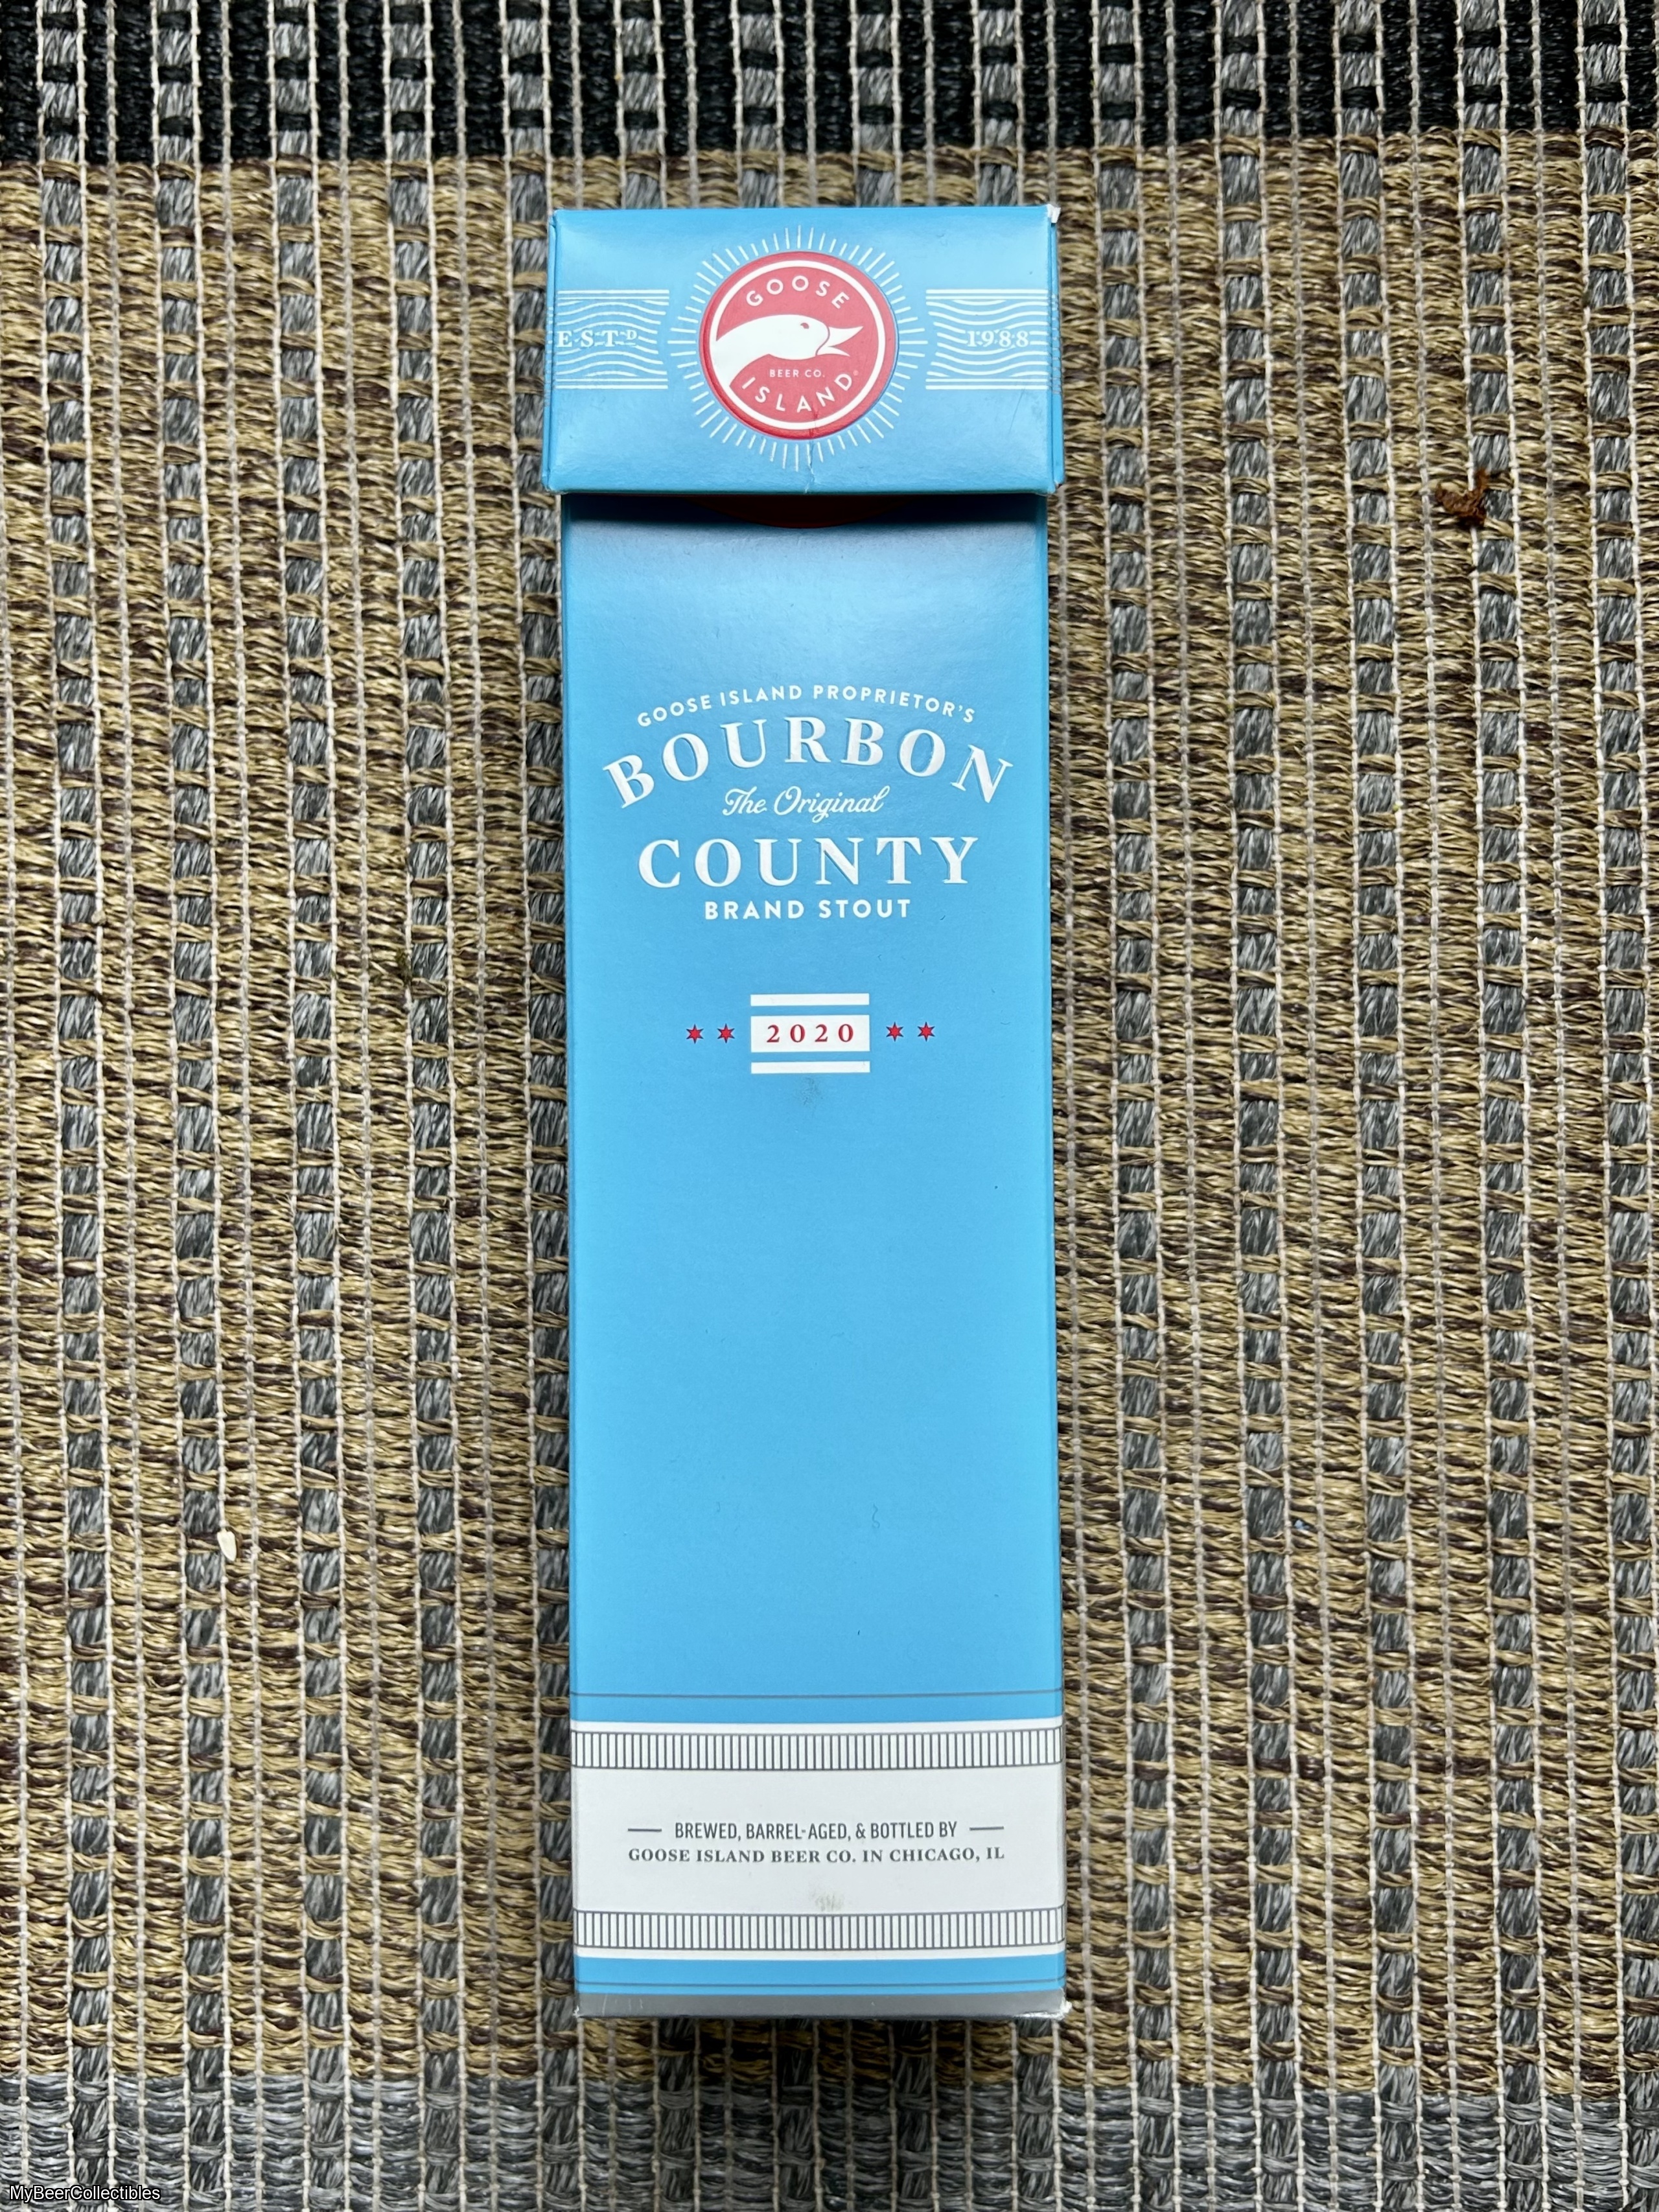 GOOSE
ESTD
1988
BEER CO.
ISLAND
GOOSE ISLAND PROPRIETOR'S
BOURBON
The Original
COUNTY
BRAND STOUT
2020
BREWED, BARREL-AGED, & BOTTLED BY
GOOSE ISLAND BEER CO. IN CHICAGO, IL
MyBeerCollectibles